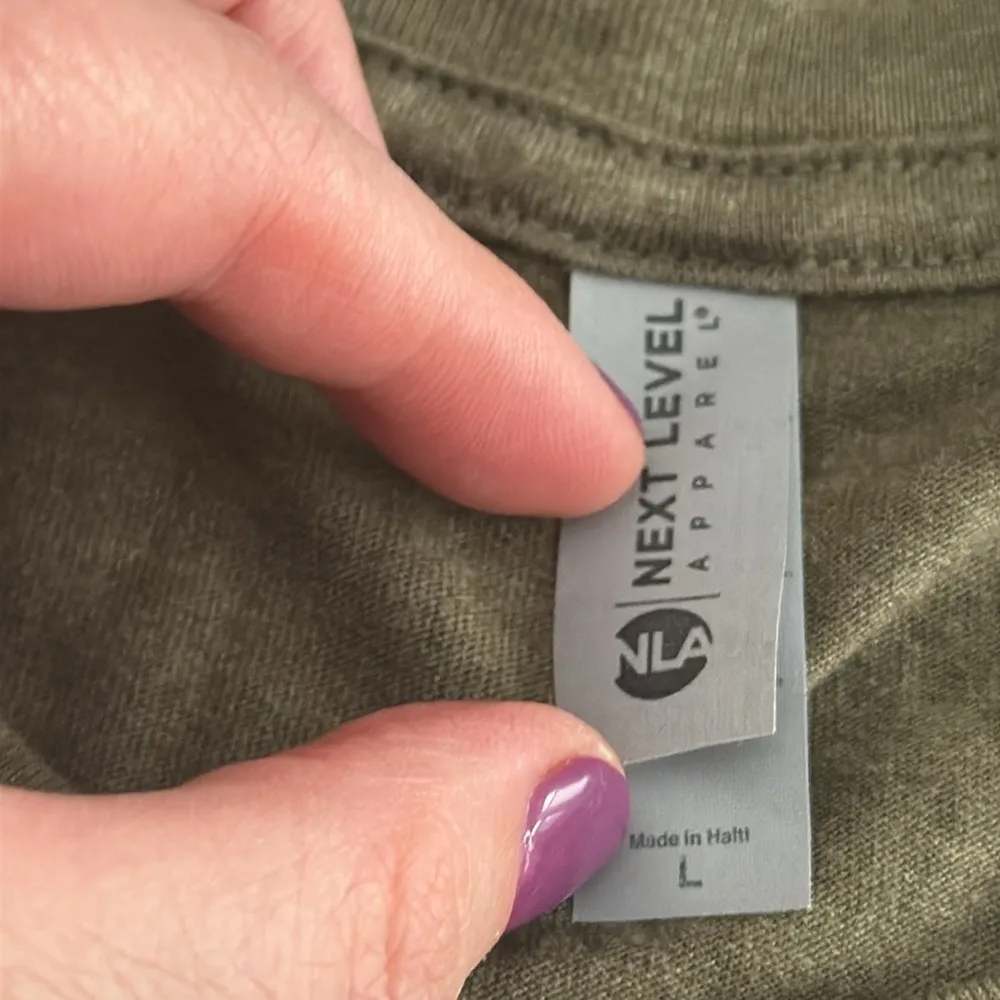 NLA
NEXT LEVEL
APPAREL®
Made in Haiti
L